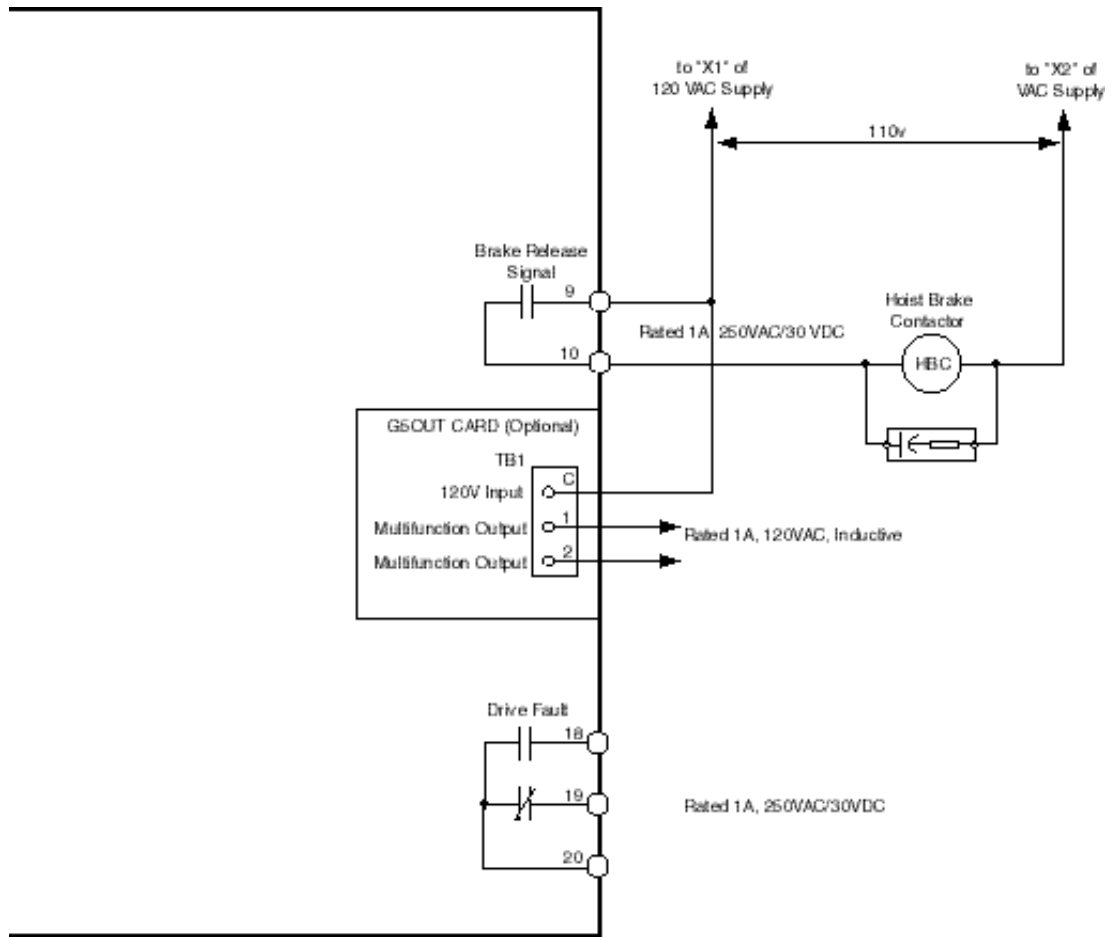 to "X1" of
120 VAC Supply
to "X2" of
VAC Supply
110v
Brake Release
Signal
9
Rated 1A, 250VAC/30 VDC
10
Hoist Brake
Contactor
HBC
G5OUT CARD (Optional)
TB1
C
120V Input
1
Multifunction Output
Rated 1A, 120VAC, Inductive
2
Multifunction Output
Drive Fault
18
19
Rated 1A, 250VAC/30VDC
20